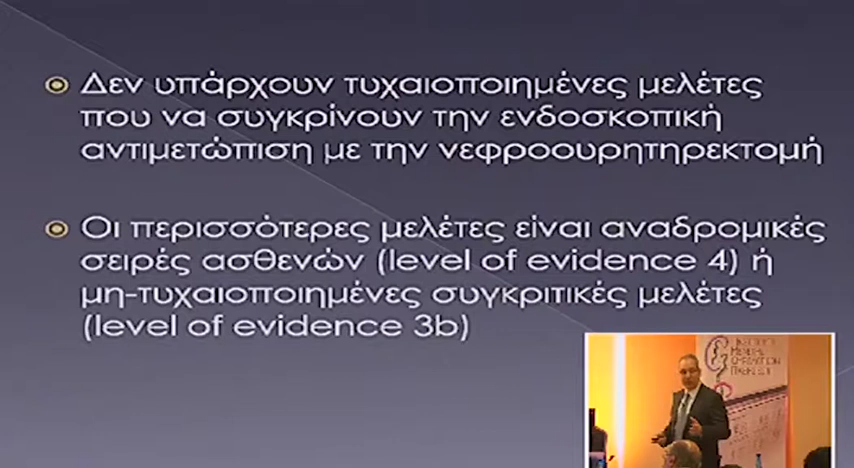 Δεν υπάρχουν τυχαιοποιημένες μελέτες
που να συγκρίνουν την ενδοσκοπική
αντιμετώπιση με την νεφροουρητηρεκτομή
Οι περισσότερες μελέτες είναι αναδρομικές
σειρές ασθενών (level of evidence 4) ή
μη-τυχαιοποιημένες συγκριτικές μελέτες
(level of evidence 3b)